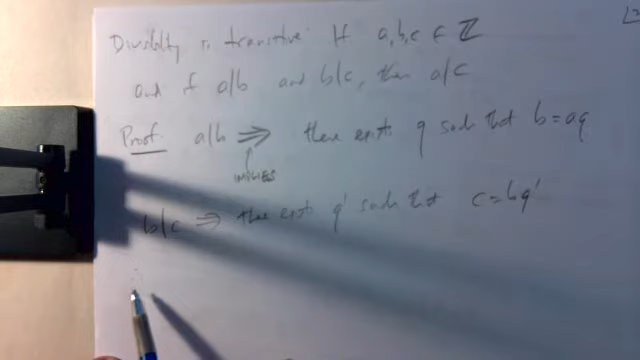 Divisibility is transitive: If a, b, c ∈ ℤ
and if a|b and b|c, then a|c
Proof: a|b ⇒ there exists q such that b = aq
IMPLIES
b|c ⇒ there exists q' such that c = bq'